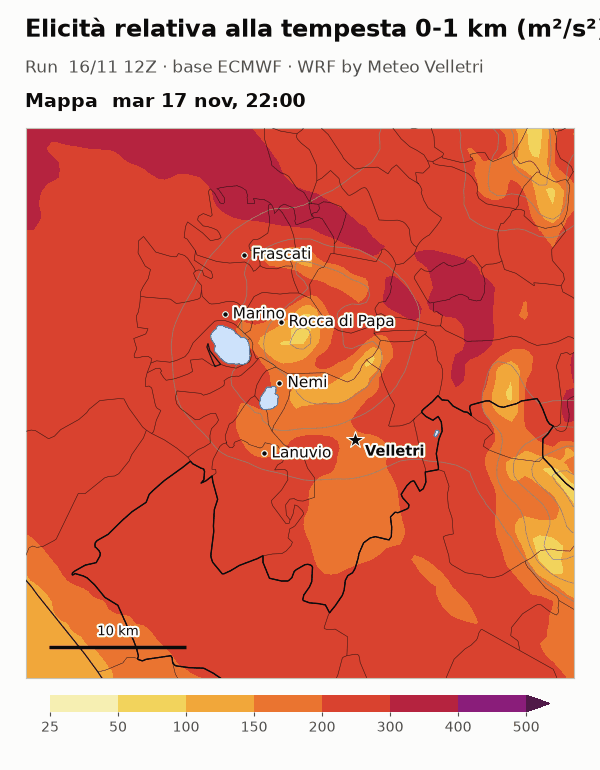 Elicità relativa alla tempesta 0-1 km (m²/s²)
Run 16/11 12Z · base ECMWF · WRF by Meteo Velletri
Mappa mar 17 nov, 22:00
Frascati
Marino
Rocca di Papa
Nemi
Lanuvio
Velletri
10 km
25 50 100 150 200 300 400 500